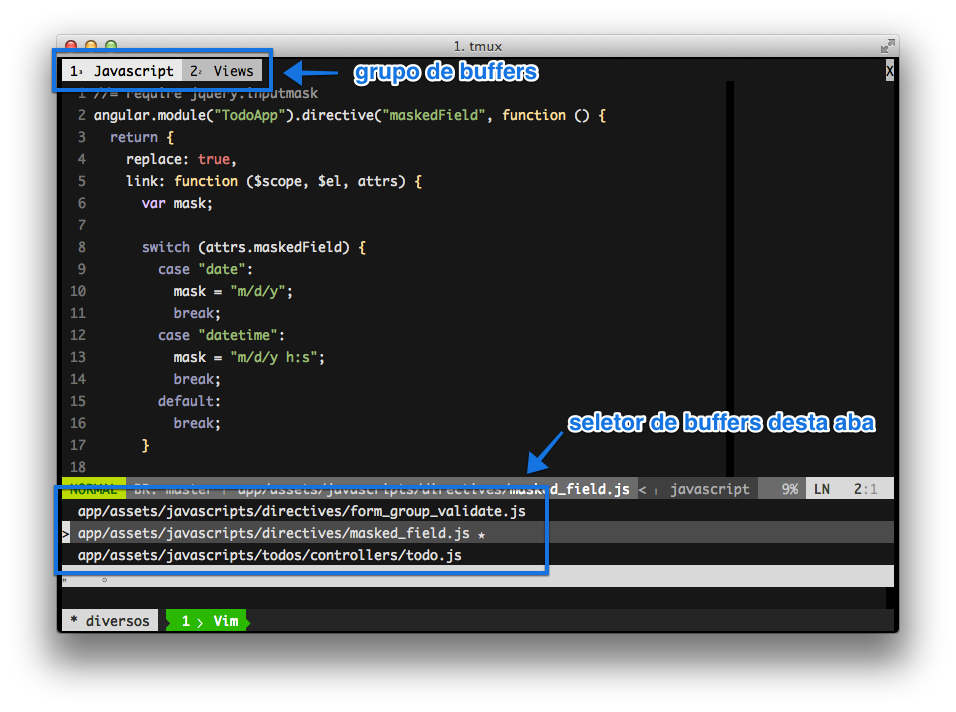 1. tmux
1 Javascript 2 Views X
grupo de buffers
1 //= require jquery.inputmask
2 angular.module("TodoApp").directive("maskedField", function () {
3 return {
4 replace: true,
5 link: function ($scope, $el, attrs) {
6 var mask;
7
8 switch (attrs.maskedField) {
9 case "date":
10 mask = "m/d/y";
11 break;
12 case "datetime":
13 mask = "m/d/y h:s";
14 break;
15 default:
16 break;
17 }
18
seletor de buffers desta aba
NORMAL BR: master app/assets/javascripts/directives/masked_field.js < javascript 9% LN 2:1
app/assets/javascripts/directives/form_group_validate.js
> app/assets/javascripts/directives/masked_field.js ★
app/assets/javascripts/todos/controllers/todo.js
* diversos 1 > Vim